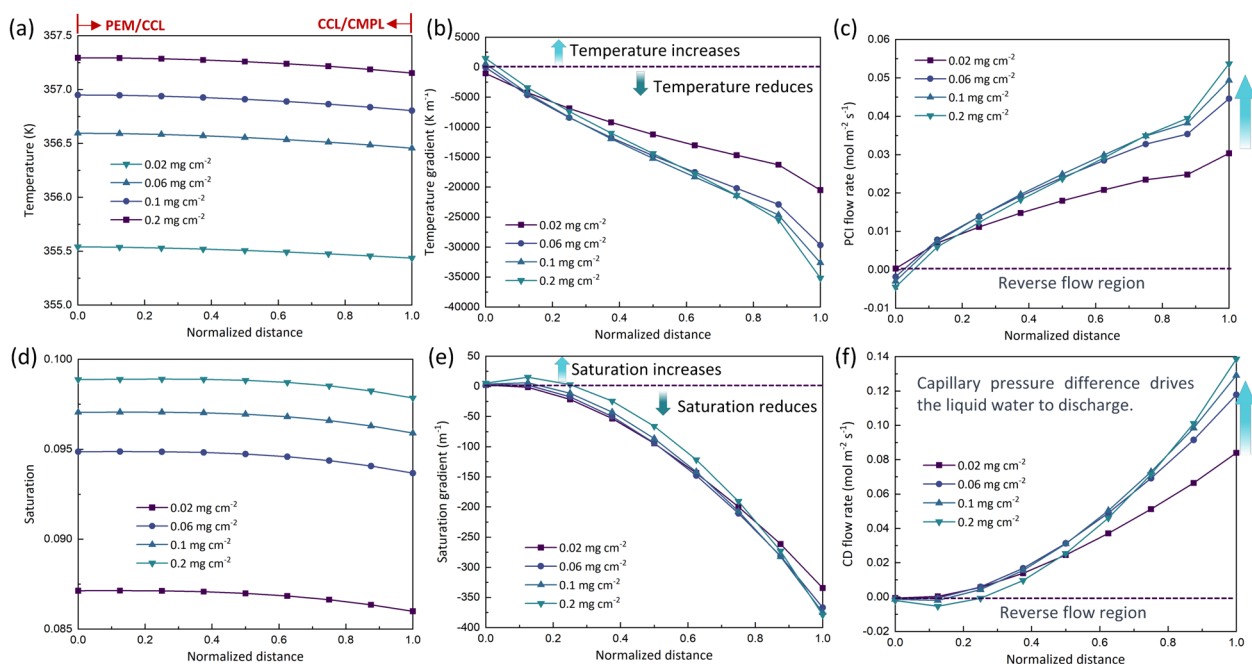 (a)
PEM/CCL
CCL/CMPL
357.5
357.0
356.5
356.0
355.5
355.0
Temperature (K)
0.02 mg cm-2
0.06 mg cm-2
0.1 mg cm-2
0.2 mg cm-2
0.0 0.2 0.4 0.6 0.8 1.0
Normalized distance
(b)
5000
0
-5000
-10000
-15000
-20000
-25000
-30000
-35000
-40000
Temperature gradient (K m-1)
Temperature increases
Temperature reduces
0.02 mg cm-2
0.06 mg cm-2
0.1 mg cm-2
0.2 mg cm-2
0.0 0.2 0.4 0.6 0.8 1.0
Normalized distance
(c)
0.06
0.05
0.04
0.03
0.02
0.01
0.00
-0.01
PCI flow rate (mol m-2 s-1)
0.02 mg cm-2
0.06 mg cm-2
0.1 mg cm-2
0.2 mg cm-2
Reverse flow region
0.0 0.2 0.4 0.6 0.8 1.0
Normalized distance
(d)
0.100
0.095
0.090
0.085
Saturation
0.02 mg cm-2
0.06 mg cm-2
0.1 mg cm-2
0.2 mg cm-2
0.0 0.2 0.4 0.6 0.8 1.0
Normalized distance
(e)
50
0
-50
-100
-150
-200
-250
-300
-350
-400
Saturation gradient (m-1)
Saturation increases
Saturation reduces
0.02 mg cm-2
0.06 mg cm-2
0.1 mg cm-2
0.2 mg cm-2
0.0 0.2 0.4 0.6 0.8 1.0
Normalized distance
(f)
0.14
0.12
0.10
0.08
0.06
0.04
0.02
0.00
-0.02
CD flow rate (mol m-2 s-1)
Capillary pressure difference drives
the liquid water to discharge.
0.02 mg cm-2
0.06 mg cm-2
0.1 mg cm-2
0.2 mg cm-2
Reverse flow region
0.0 0.2 0.4 0.6 0.8 1.0
Normalized distance